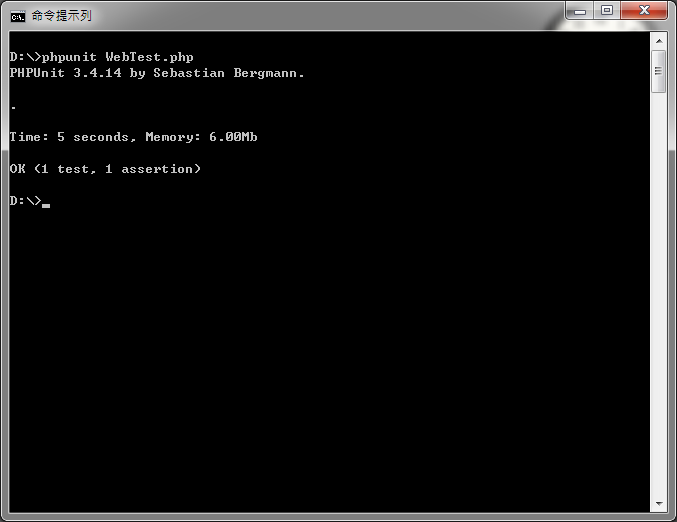 命令提示列
D:\>phpunit WebTest.php
PHPUnit 3.4.14 by Sebastian Bergmann.
.
Time: 5 seconds, Memory: 6.00Mb
OK (1 test, 1 assertion)
D:\>_